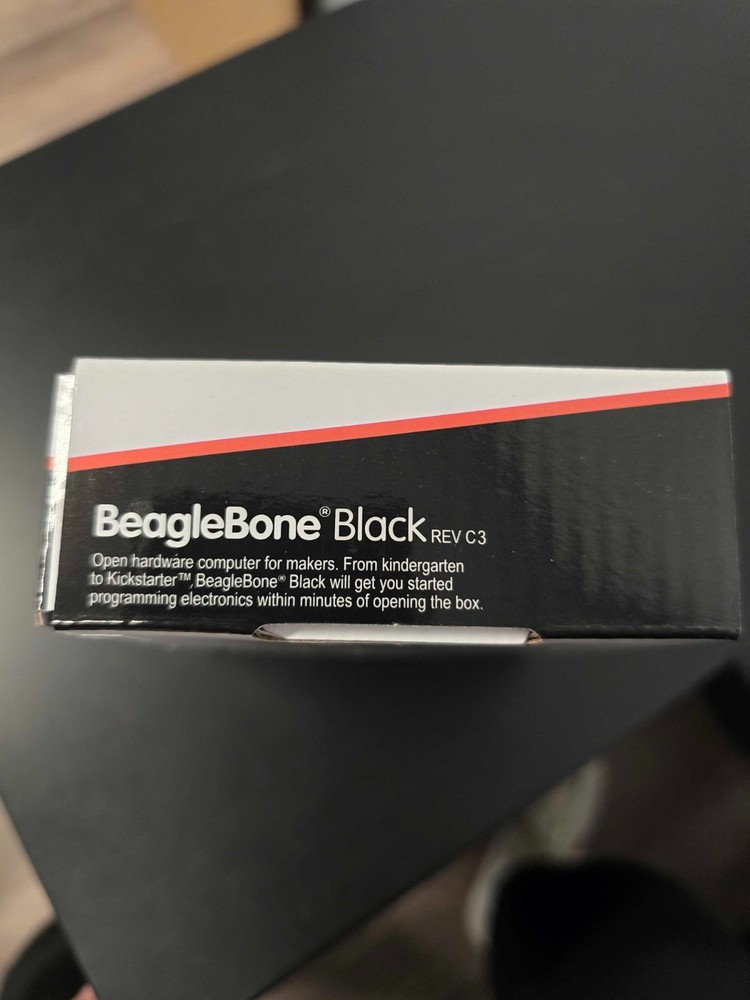 BeagleBone® Black REV C3
Open hardware computer for makers. From kindergarten
to Kickstarter™, BeagleBone® Black will get you started
programming electronics within minutes of opening the box.